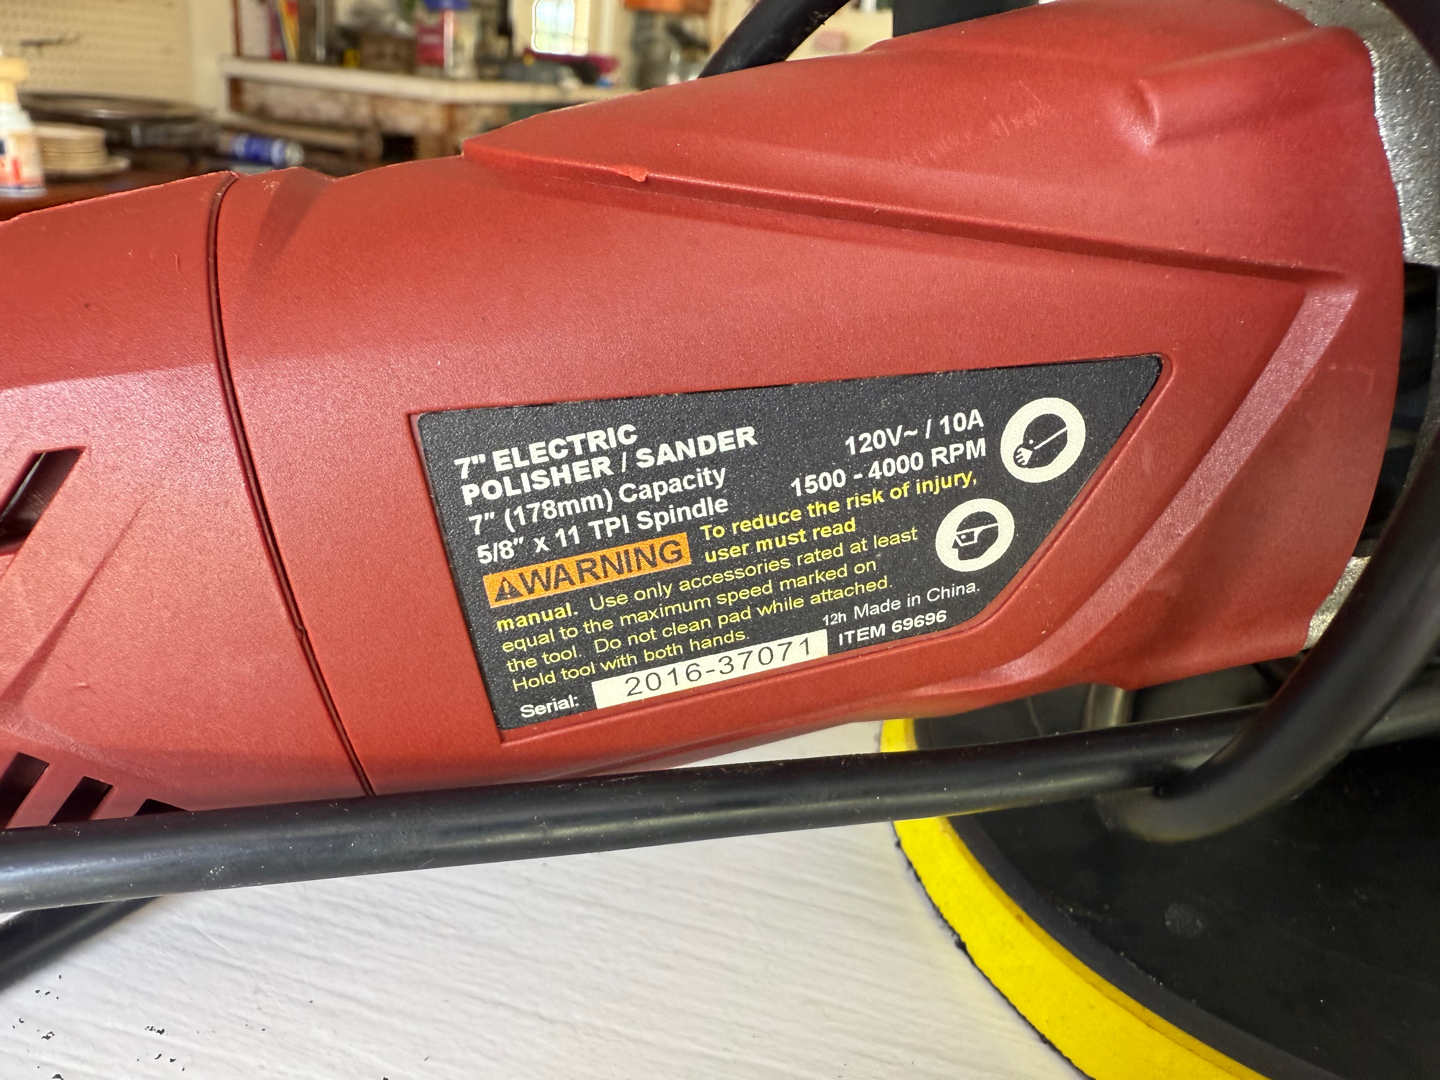 7" ELECTRIC
POLISHER / SANDER
7" (178mm) Capacity
5/8" x 11 TPI Spindle
120V~ / 10A
1500 - 4000 RPM
⚠WARNING To reduce the risk of injury,
user must read
manual. Use only accessories rated at least
equal to the maximum speed marked on
the tool. Do not clean pad while attached.
Hold tool with both hands.
12h Made in China.
Serial: 2016-37071 ITEM 69696